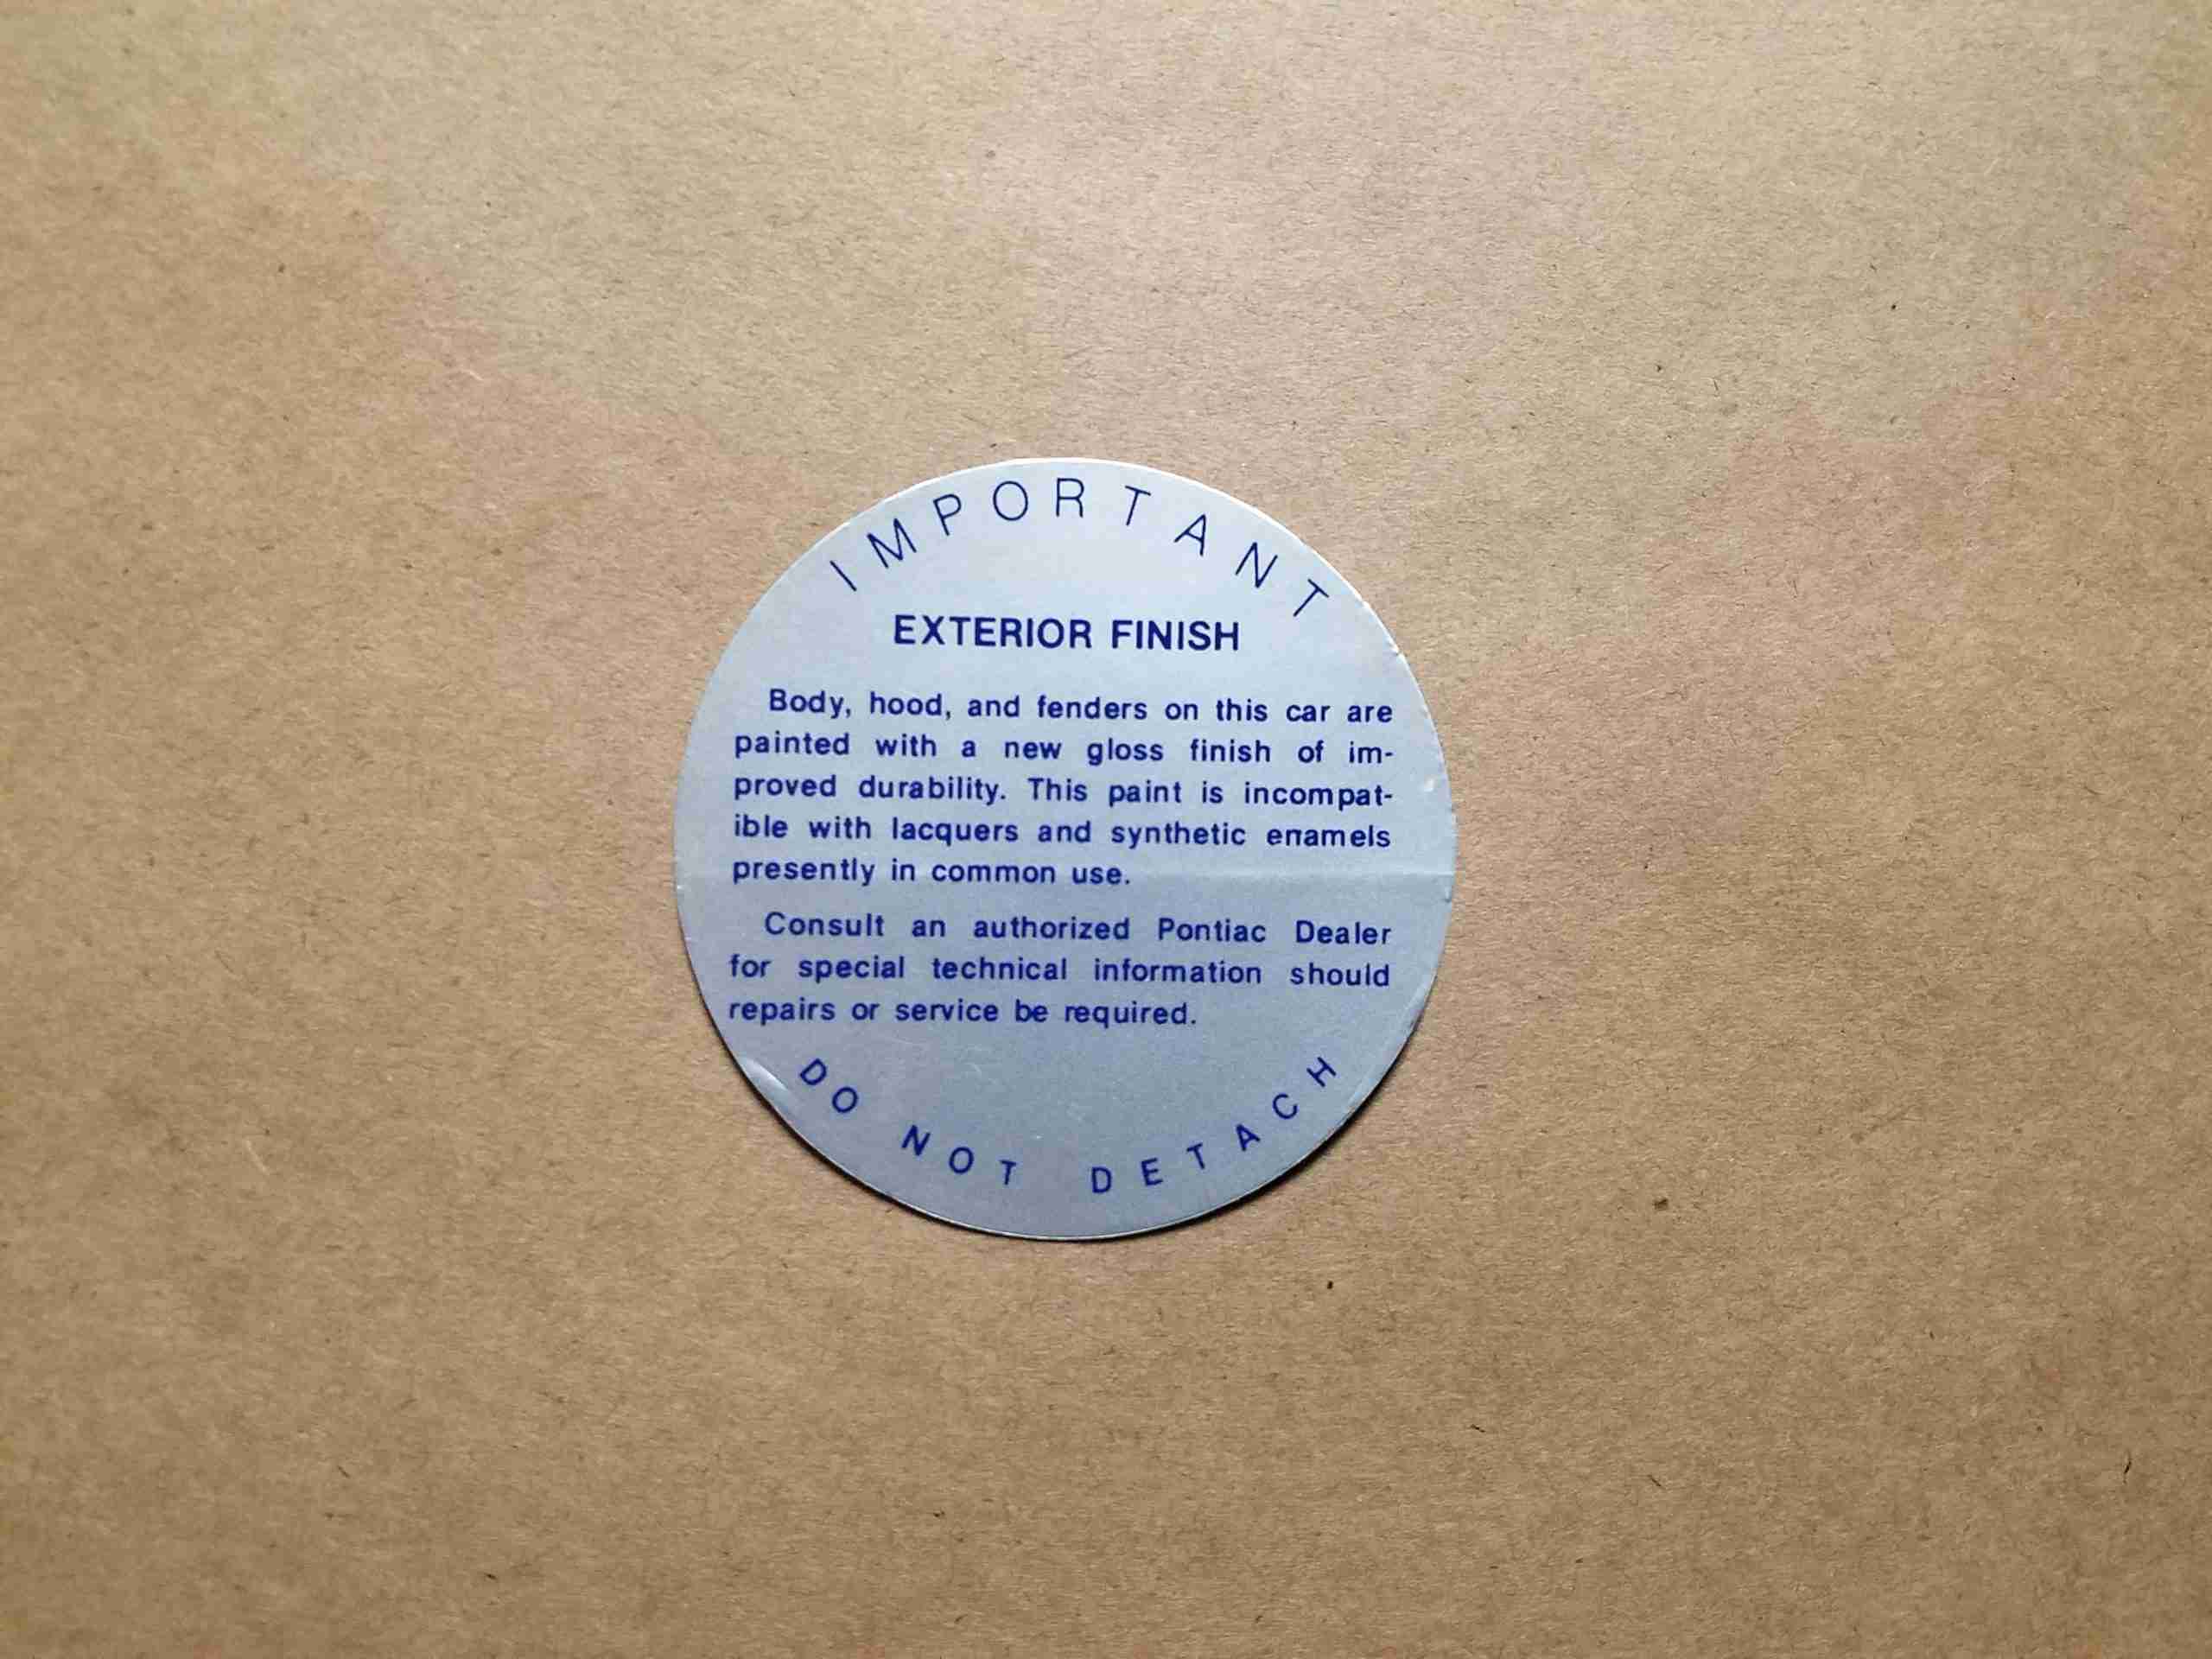 IMPORTANT
EXTERIOR FINISH
Body, hood, and fenders on this car are
painted with a new gloss finish of im-
proved durability. This paint is incompat-
ible with lacquers and synthetic enamels
presently in common use.
Consult an authorized Pontiac Dealer
for special technical information should
repairs or service be required.
DO NOT DETACH